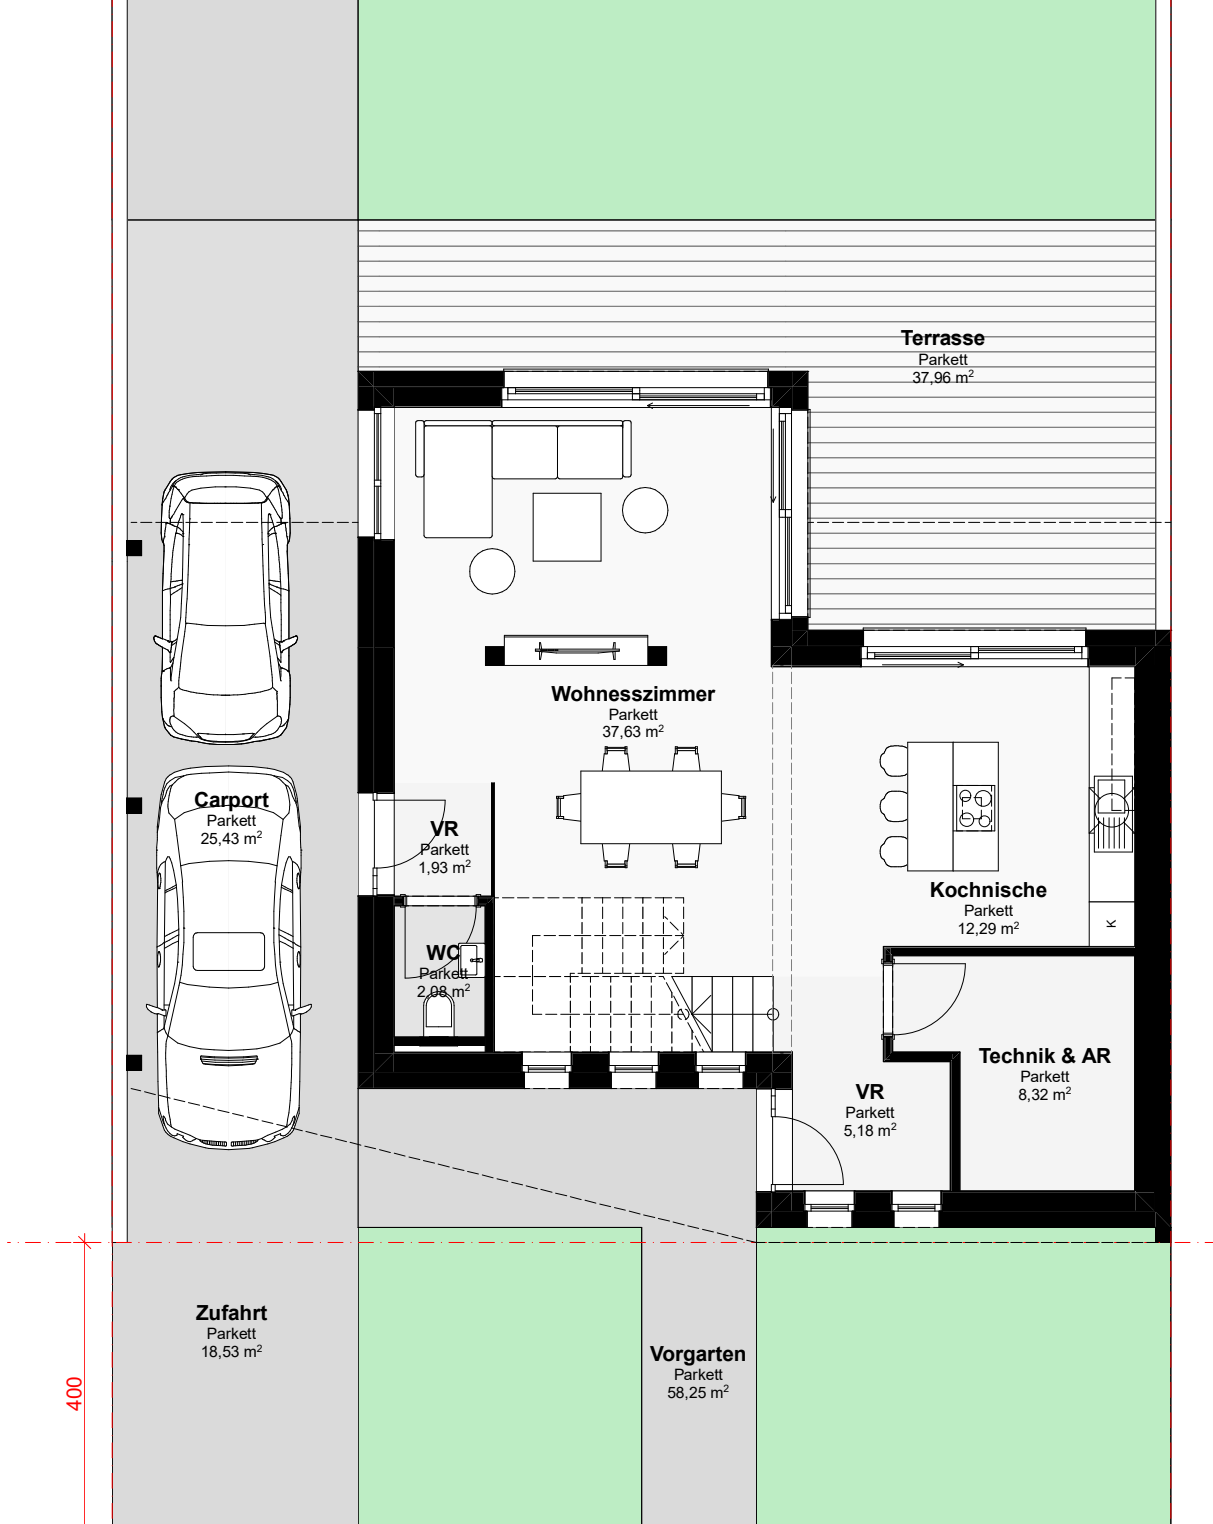 Terrasse
Parkett
37,96 m²
Wohnesszimmer
Parkett
37,63 m²
Carport
Parkett
25,43 m²
VR
Parkett
1,93 m²
Kochnische
Parkett
12,29 m²
K
WC
Parkett
2,08 m²
Technik & AR
Parkett
8,32 m²
VR
Parkett
5,18 m²
Zufahrt
Parkett
18,53 m²
Vorgarten
Parkett
58,25 m²
400